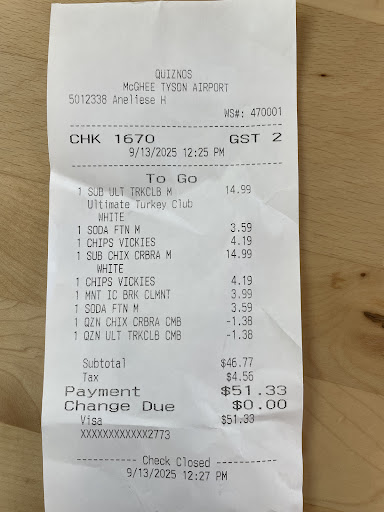 QUIZNOS
McGHEE TYSON AIRPORT
5012338 Aneliese H
WS#: 470001
CHK 1670 GST 2
9/13/2025 12:25 PM
To Go
1 SUB ULT TRKCLB M 14.99
Ultimate Turkey Club
WHITE
1 SODA FTN M 3.59
1 CHIPS VICKIES 4.19
1 SUB CHIX CRBRA M 14.99
WHITE
1 CHIPS VICKIES 4.19
1 MNT IC BRK CLMNT 3.99
1 SODA FTN M 3.59
1 QZN CHIX CRBRA CMB -1.38
1 QZN ULT TRKCLB CMB -1.38
Subtotal $46.77
Tax $4.56
Payment $51.33
Change Due $0.00
Visa $51.33
XXXXXXXXXXXX2773
----------- Check Closed -----------
9/13/2025 12:27 PM